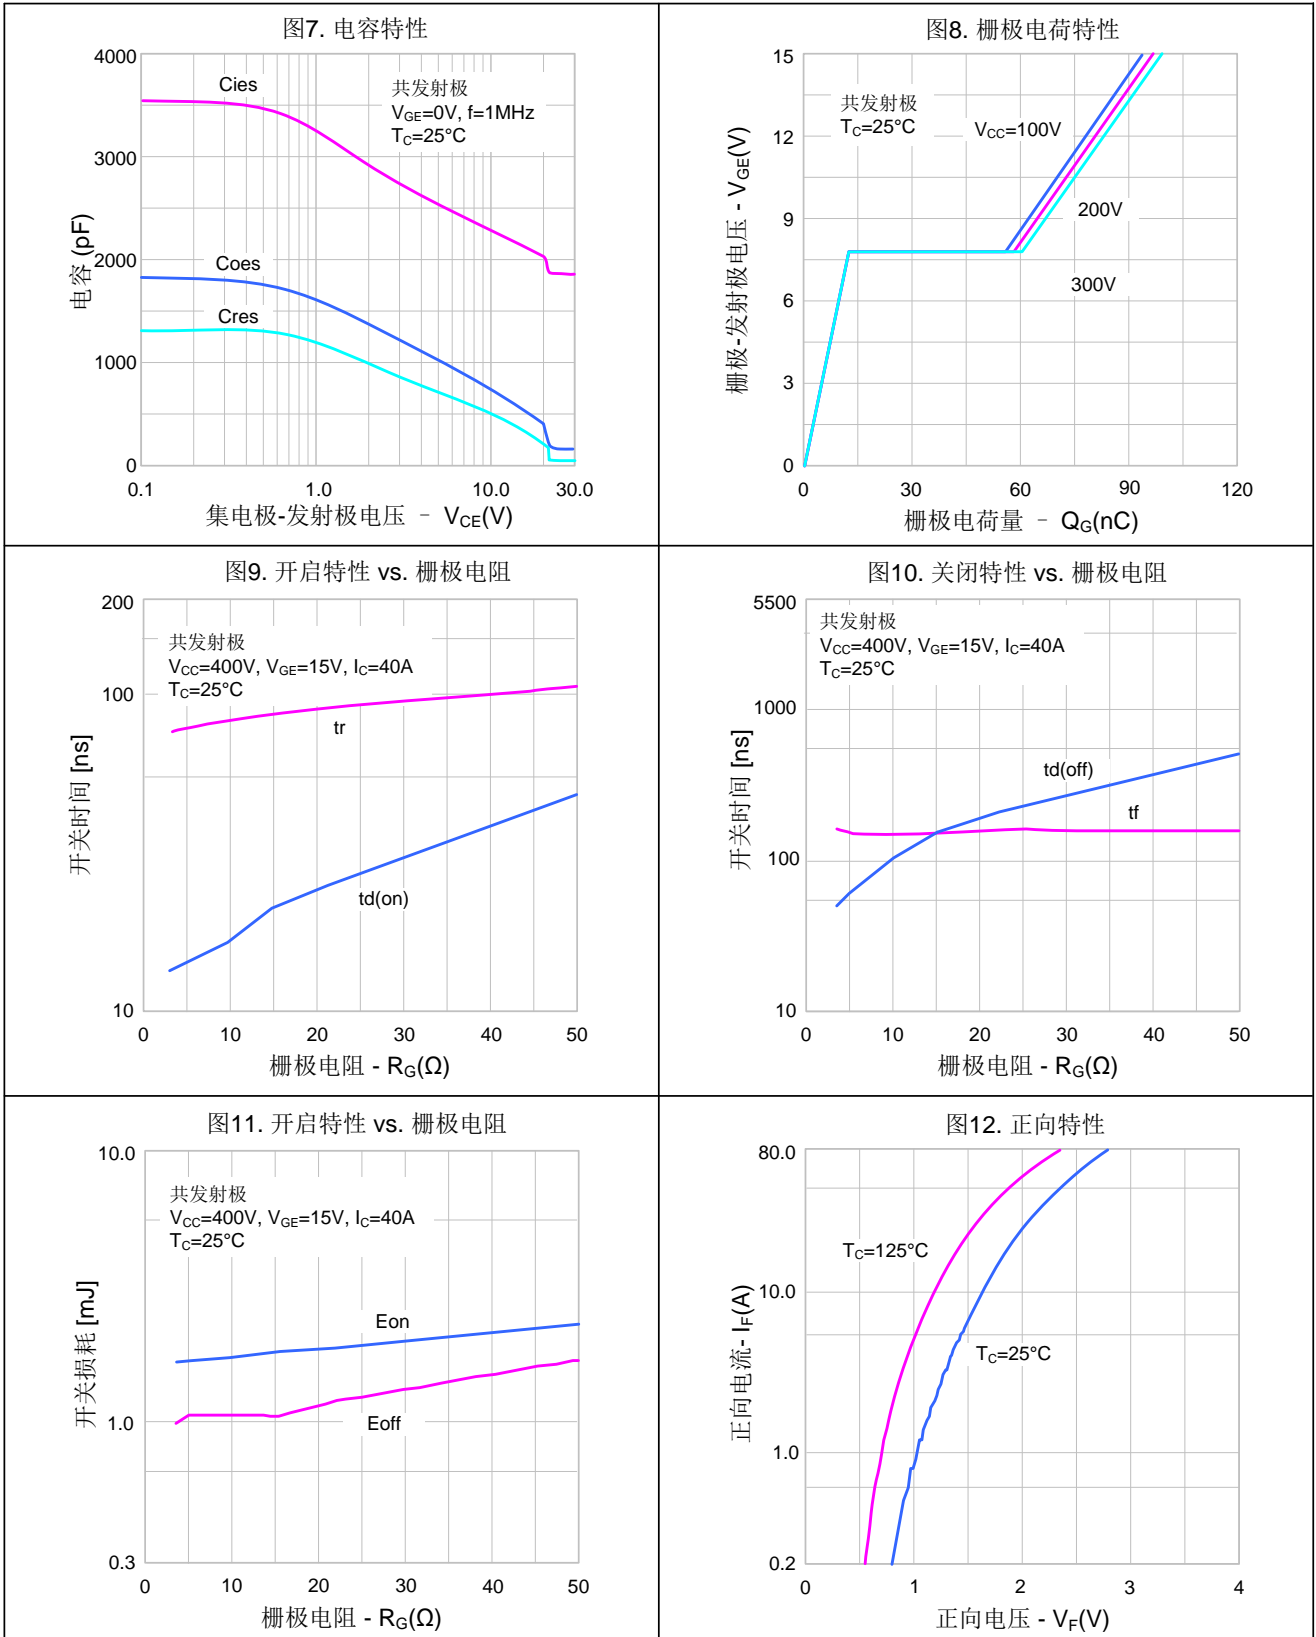 图7. 电容特性
4000
3000
2000
1000
0
电容 (pF)
Cies
Coes
Cres
共发射极
VGE=0V, f=1MHz
TC=25°C
0.1 1.0 10.0 30.0
集电极-发射极电压 - VCE(V)
图8. 栅极电荷特性
15
12
9
6
3
0
栅极-发射极电压 - VGE(V)
共发射极
TC=25°C
VCC=100V
200V
300V
0 30 60 90 120
栅极电荷量 - QG(nC)
图9. 开启特性 vs. 栅极电阻
200
100
10
开关时间 [ns]
共发射极
VCC=400V, VGE=15V, IC=40A
TC=25°C
tr
td(on)
0 10 20 30 40 50
栅极电阻 - RG(Ω)
图10. 关闭特性 vs. 栅极电阻
5500
1000
100
10
开关时间 [ns]
共发射极
VCC=400V, VGE=15V, IC=40A
TC=25°C
td(off)
tf
0 10 20 30 40 50
栅极电阻 - RG(Ω)
图11. 开启特性 vs. 栅极电阻
10.0
1.0
0.3
开关损耗 [mJ]
共发射极
VCC=400V, VGE=15V, IC=40A
TC=25°C
Eon
Eoff
0 10 20 30 40 50
栅极电阻 - RG(Ω)
图12. 正向特性
80.0
10.0
1.0
0.2
正向电流- IF(A)
TC=125°C
TC=25°C
0 1 2 3 4
正向电压 - VF(V)